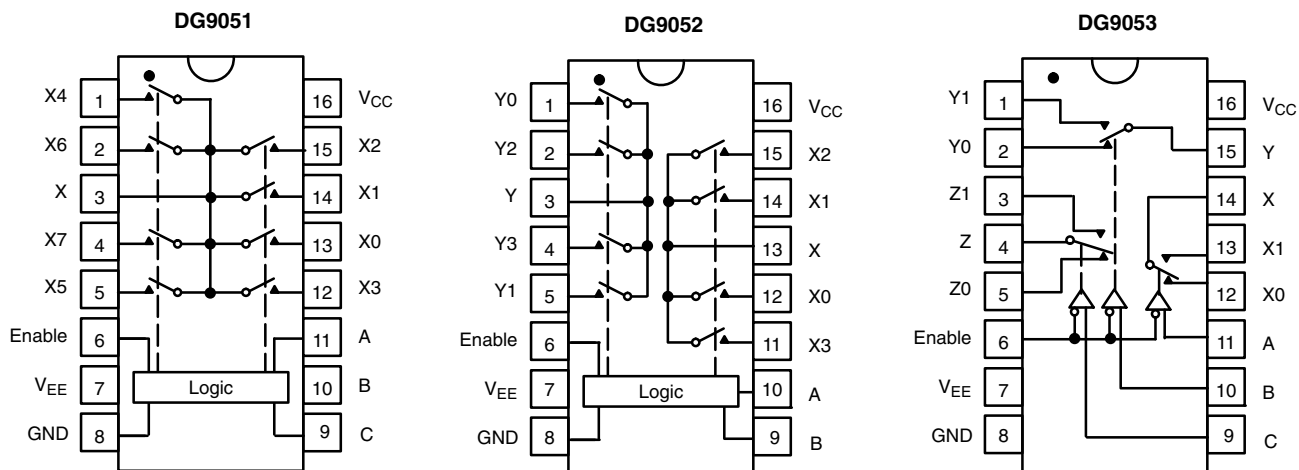 DG9051
X4 1 16 VCC
X6 2 15 X2
X 3 14 X1
X7 4 13 X0
X5 5 12 X3
Enable 6 11 A
VEE 7 Logic 10 B
GND 8 9 C
DG9052
Y0 1 16 VCC
Y2 2 15 X2
Y 3 14 X1
Y3 4 13 X
Y1 5 12 X0
Enable 6 11 X3
VEE 7 Logic 10 A
GND 8 9 B
DG9053
Y1 1 16 VCC
Y0 2 15 Y
Z1 3 14 X
Z 4 13 X1
Z0 5 12 X0
Enable 6 11 A
VEE 7 10 B
GND 8 9 C